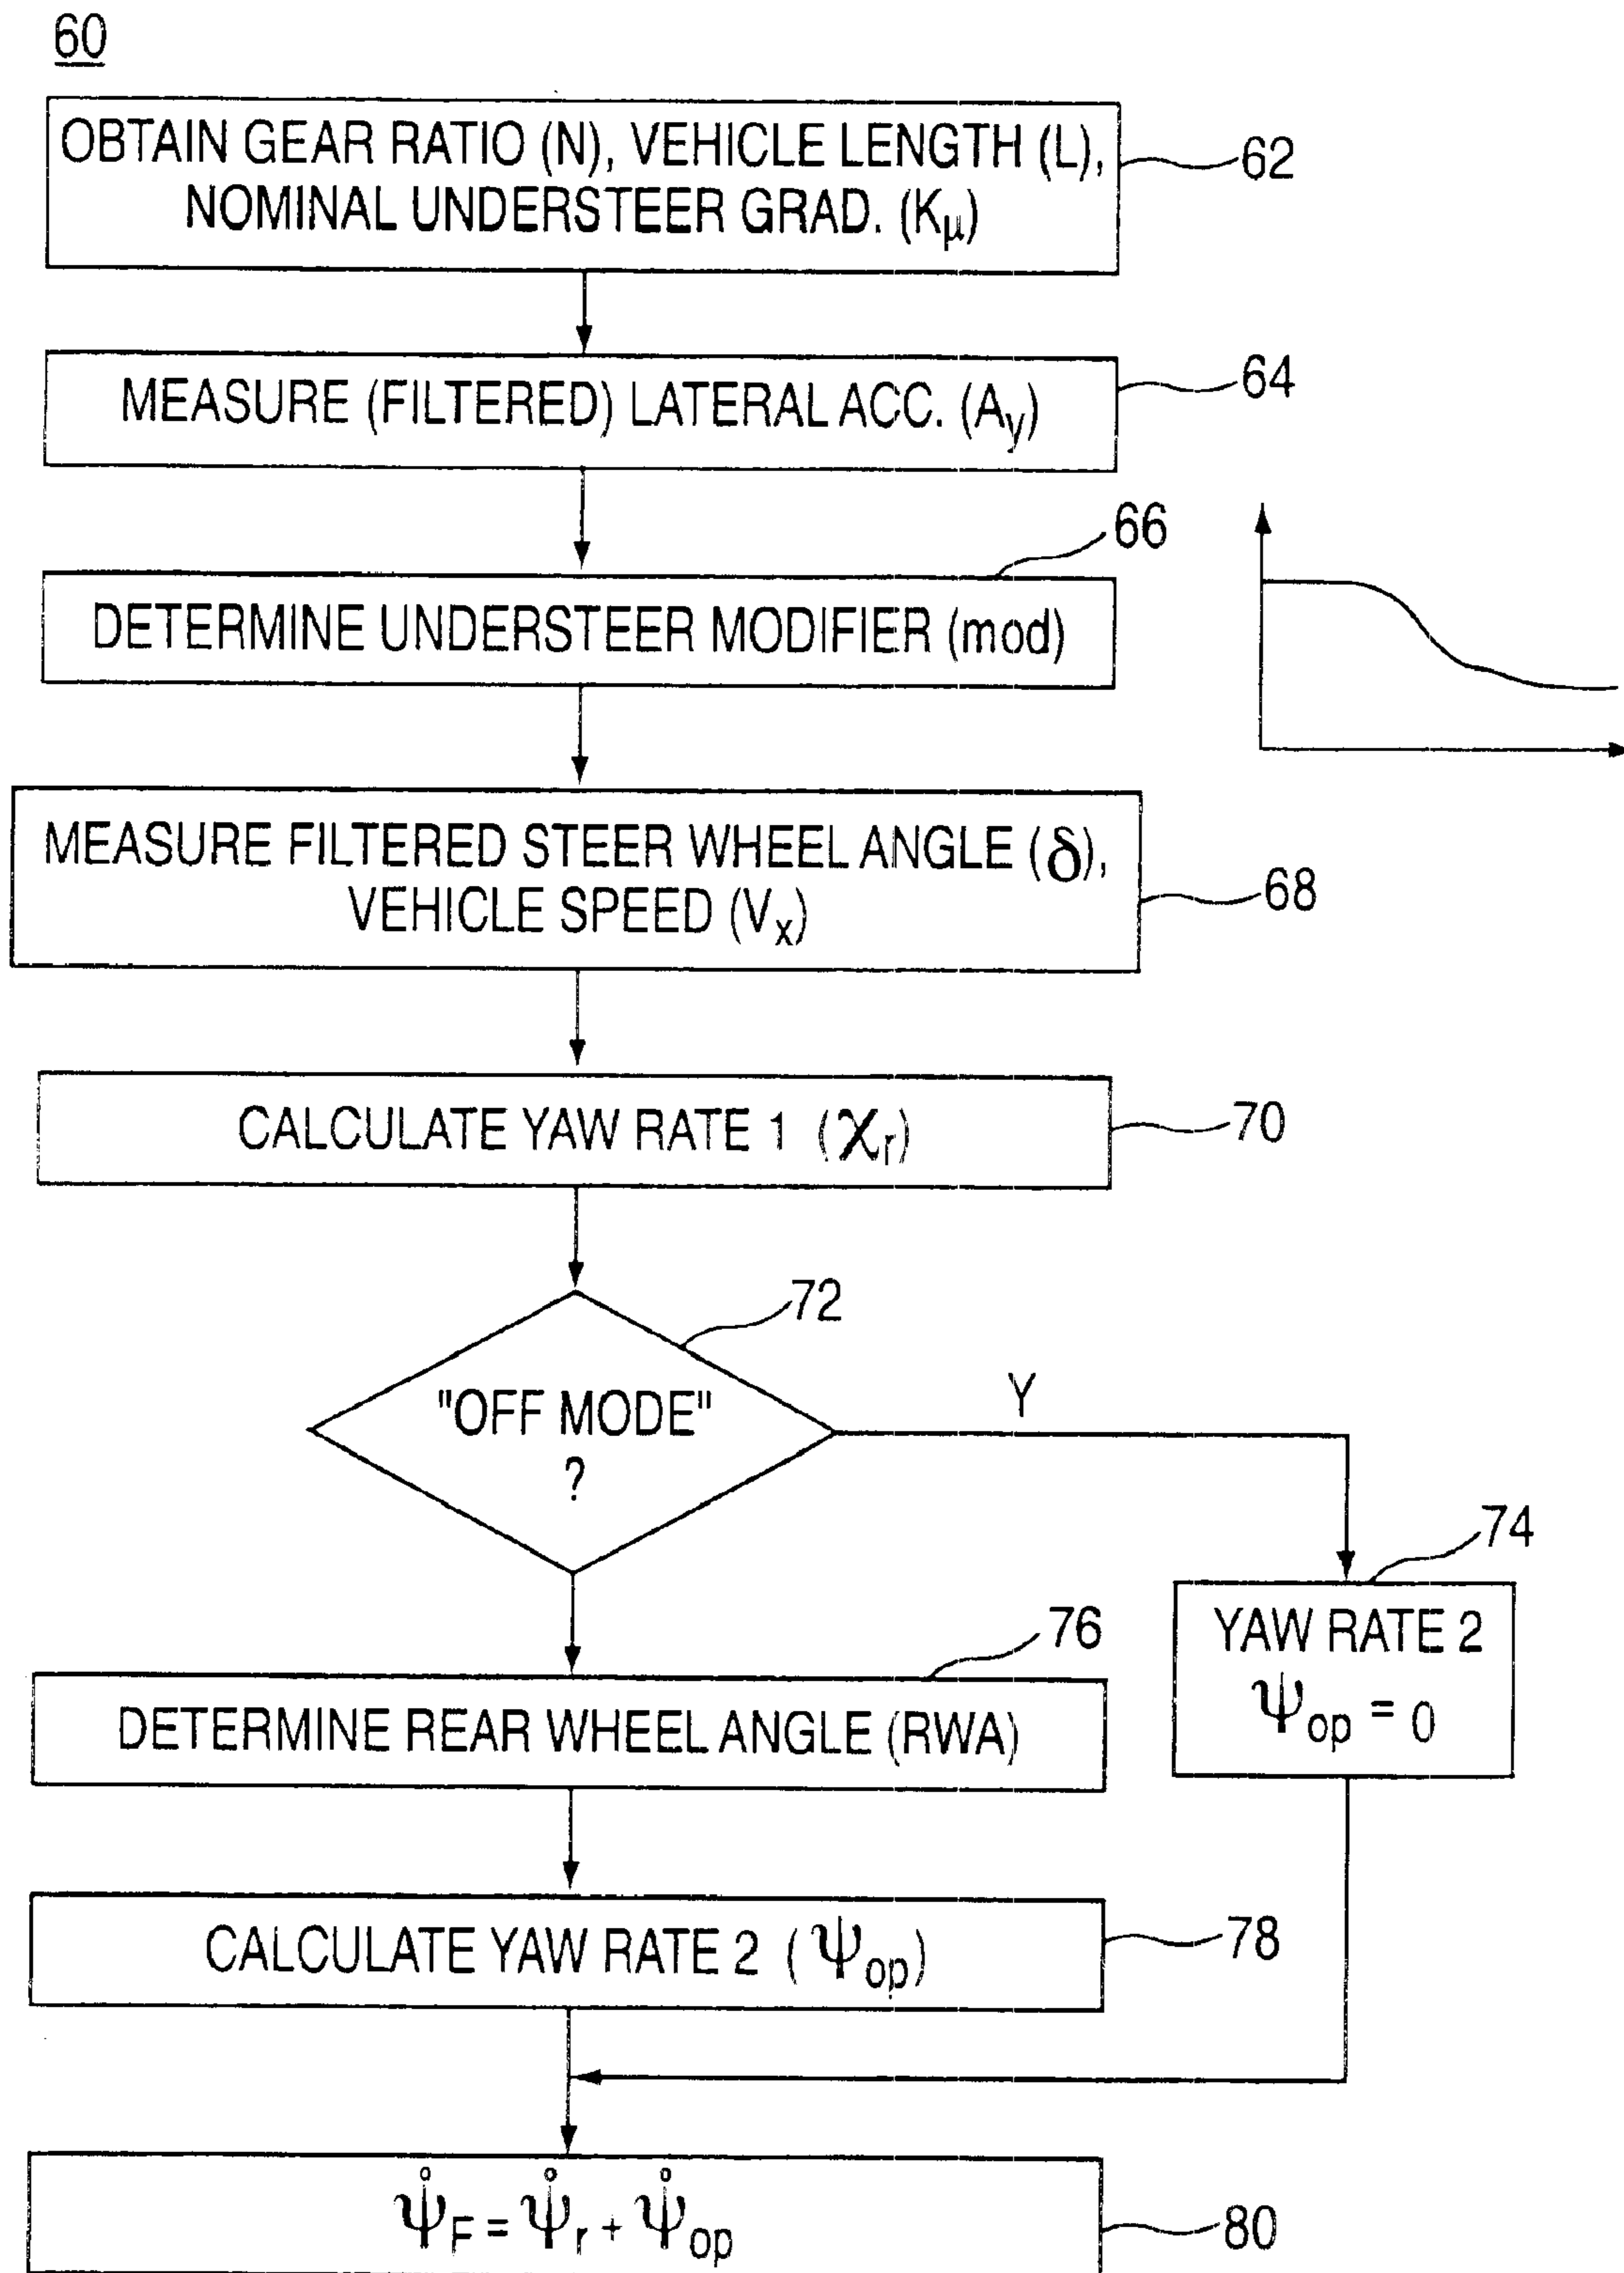 60
OBTAIN GEAR RATIO (N), VEHICLE LENGTH (L),
NOMINAL UNDERSTEER GRAD. (Kμ)
62
MEASURE (FILTERED) LATERAL ACC. (Ay)
64
66
DETERMINE UNDERSTEER MODIFIER (mod)
MEASURE FILTERED STEER WHEEL ANGLE (δ),
VEHICLE SPEED (Vx)
68
CALCULATE YAW RATE 1 (χr)
70
72
"OFF MODE"
?
Y
74
YAW RATE 2
ψop = 0
76
DETERMINE REAR WHEEL ANGLE (RWA)
CALCULATE YAW RATE 2 (ψop)
78
ψ̊F = ψ̊r + ψ̊op
80